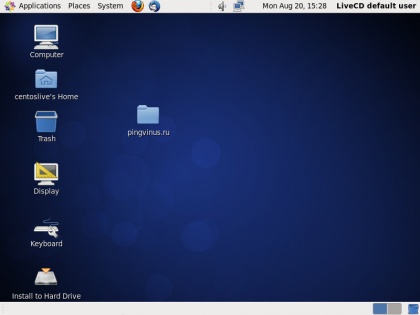 Applications Places System Mon Aug 20, 15:28 LiveCD default user
Computer
centoslive's Home
Trash
pingvinus.ru
Display
Keyboard
Install to Hard Drive